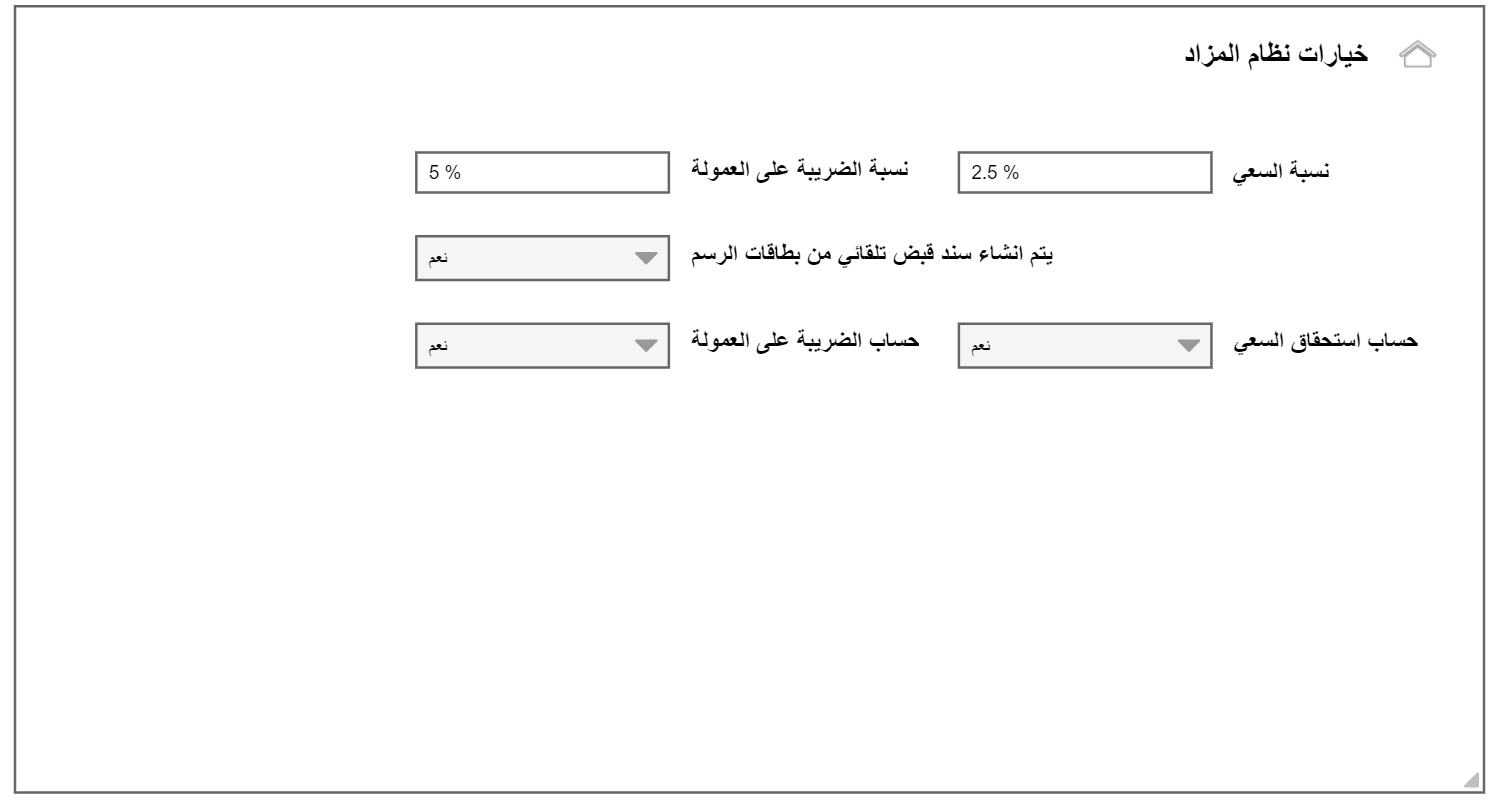 خيارات نظام المزاد
نسبة السعي 2.5 % نسبة الضريبة على العمولة 5 %
يتم انشاء سند قبض تلقائي من بطاقات الرسم نعم
حساب استحقاق السعي نعم حساب الضريبة على العمولة نعم